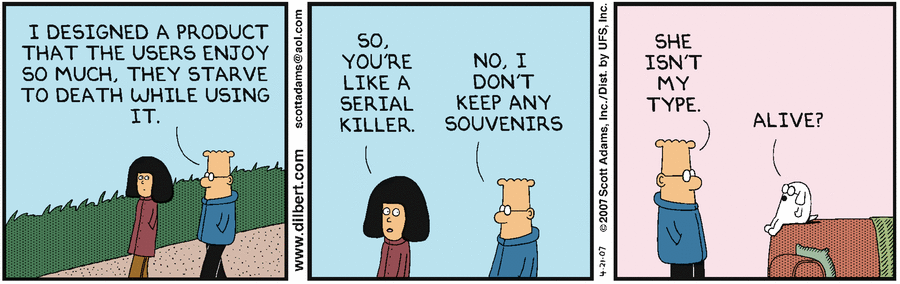 I DESIGNED A PRODUCT
THAT THE USERS ENJOY
SO MUCH, THEY STARVE
TO DEATH WHILE USING
IT.
www.dilbert.com scottadams@aol.com
SO,
YOU'RE
LIKE A
SERIAL
KILLER.
NO, I
DON'T
KEEP ANY
SOUVENIRS
4-21-07 ©2007 Scott Adams, Inc./Dist. by UFS, Inc.
SHE
ISN'T
MY
TYPE.
ALIVE?